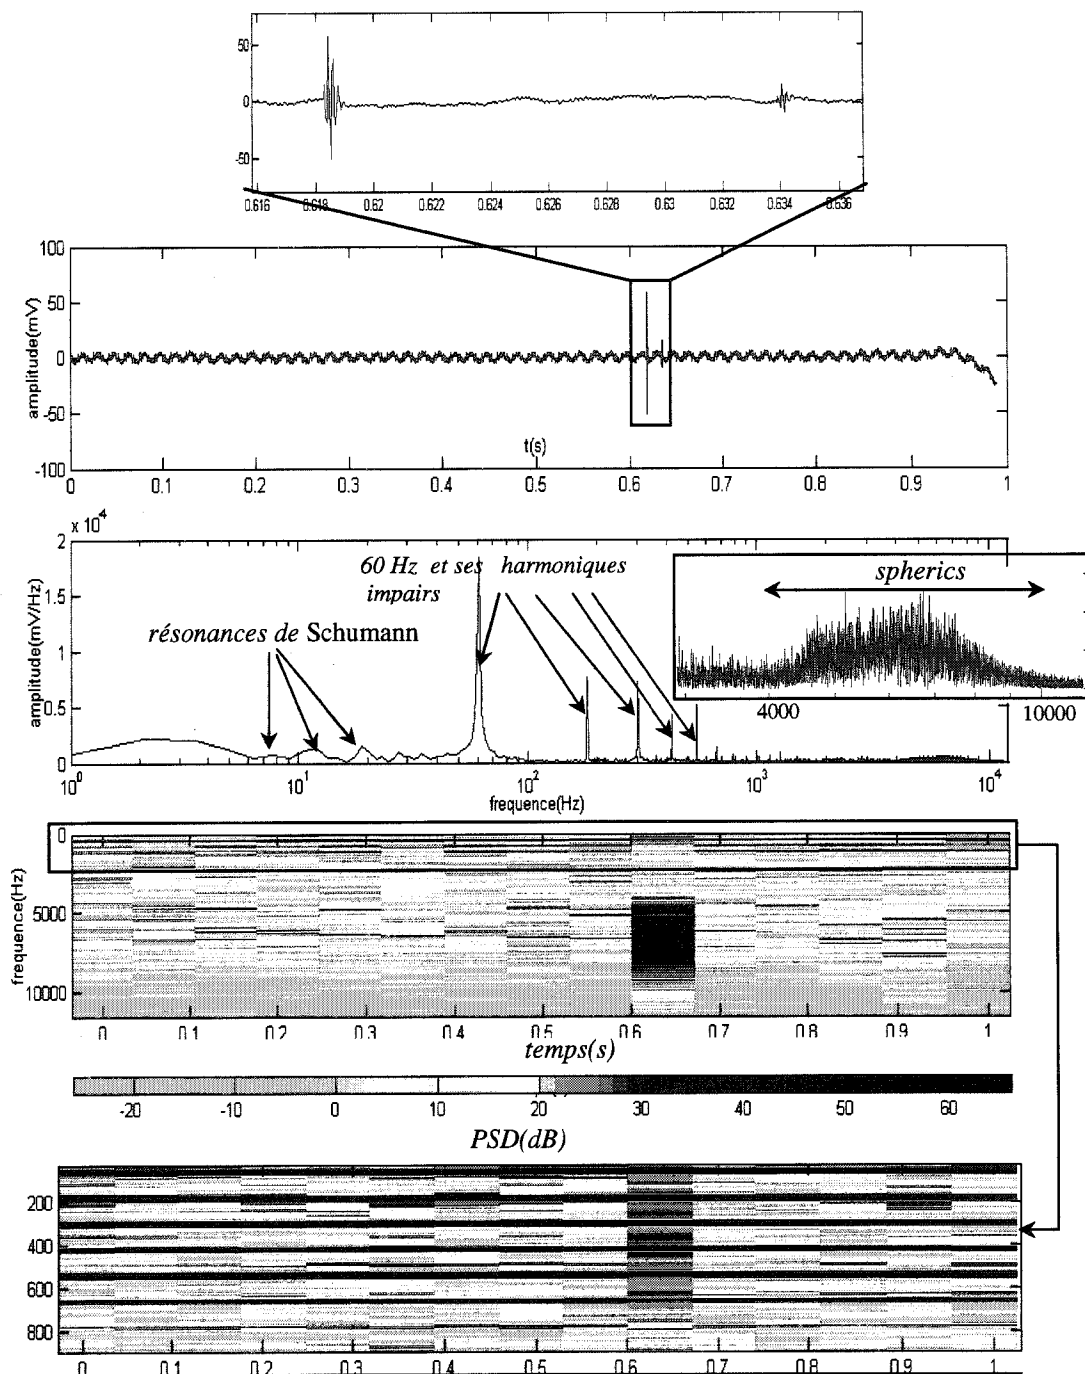 50
0
-50
0.616 0.618 0.62 0.622 0.624 0.626 0.628 0.63 0.632 0.634 0.636
100
50
0
-50
-100
amplitude(mV)
t(s)
0 0.1 0.2 0.3 0.4 0.5 0.6 0.7 0.8 0.9 1
x 10^4
2
1.5
1
0.5
0
amplitude(mV/Hz)
60 Hz et ses harmoniques
impairs
résonances de Schumann
spherics
4000 10000
10^0 10^1 10^2 10^3 10^4
frequence(Hz)
0
5000
10000
frequence(Hz)
0 0.1 0.2 0.3 0.4 0.5 0.6 0.7 0.8 0.9 1
temps(s)
-20 -10 0 10 20 30 40 50 60
PSD(dB)
200
400
600
800
0 0.1 0.2 0.3 0.4 0.5 0.6 0.7 0.8 0.9 1